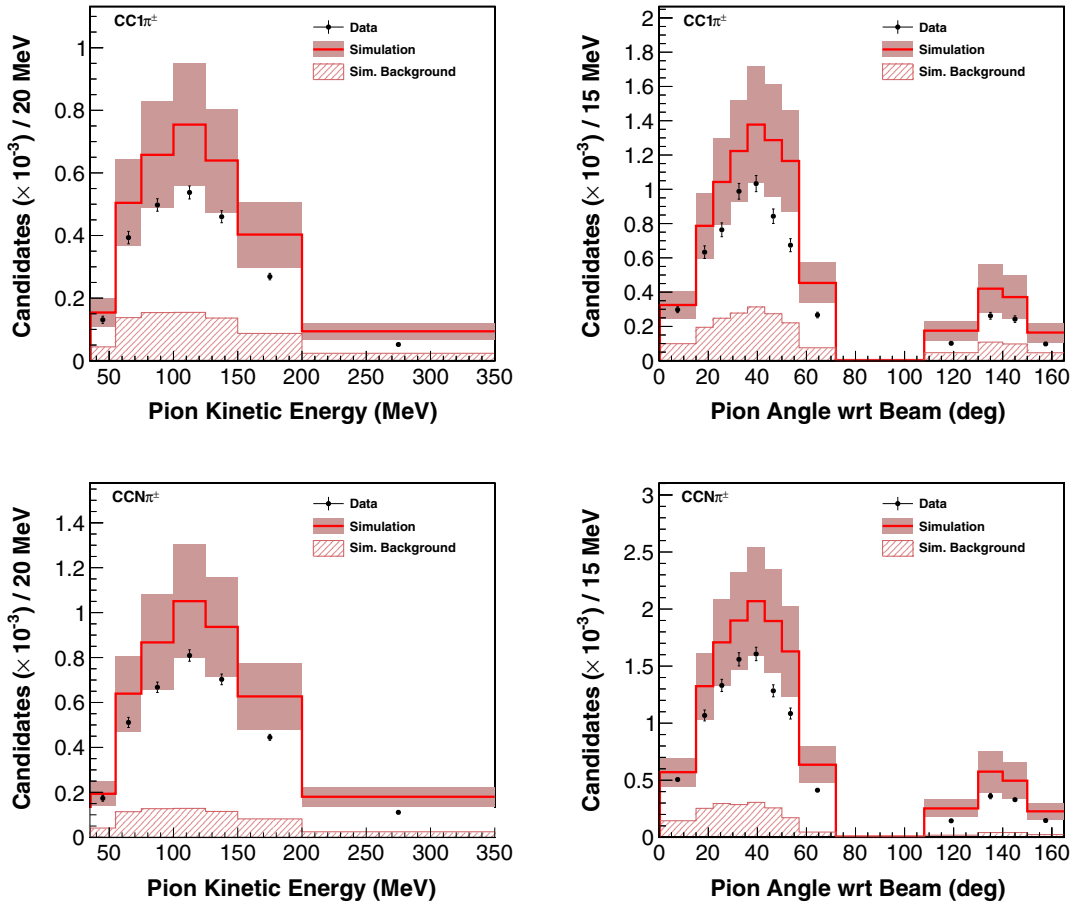 CC1π±
Data
Simulation
Sim. Background
Candidates (× 10⁻³) / 20 MeV
1
0.8
0.6
0.4
0.2
0
50 100 150 200 250 300 350
Pion Kinetic Energy (MeV)
CC1π±
Data
Simulation
Sim. Background
Candidates (× 10⁻³) / 15 MeV
2
1.8
1.6
1.4
1.2
1
0.8
0.6
0.4
0.2
0
0 20 40 60 80 100 120 140 160
Pion Angle wrt Beam (deg)
CCNπ±
Data
Simulation
Sim. Background
Candidates (× 10⁻³) / 20 MeV
1.4
1.2
1
0.8
0.6
0.4
0.2
0
50 100 150 200 250 300 350
Pion Kinetic Energy (MeV)
CCNπ±
Data
Simulation
Sim. Background
Candidates (× 10⁻³) / 15 MeV
3
2.5
2
1.5
1
0.5
0
0 20 40 60 80 100 120 140 160
Pion Angle wrt Beam (deg)